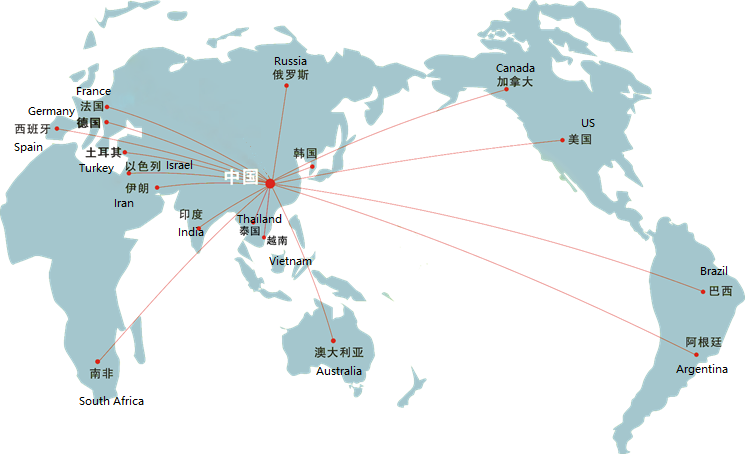 Russia
俄罗斯
Canada
加拿大
France
法国
Germany
德国
US
美国
西班牙
Spain
土耳其
Turkey
以色列 Israel
韩国
中国
伊朗
Iran
印度
India
Thailand
泰国
越南
Vietnam
Brazil
巴西
阿根廷
Argentina
澳大利亚
Australia
南非
South Africa